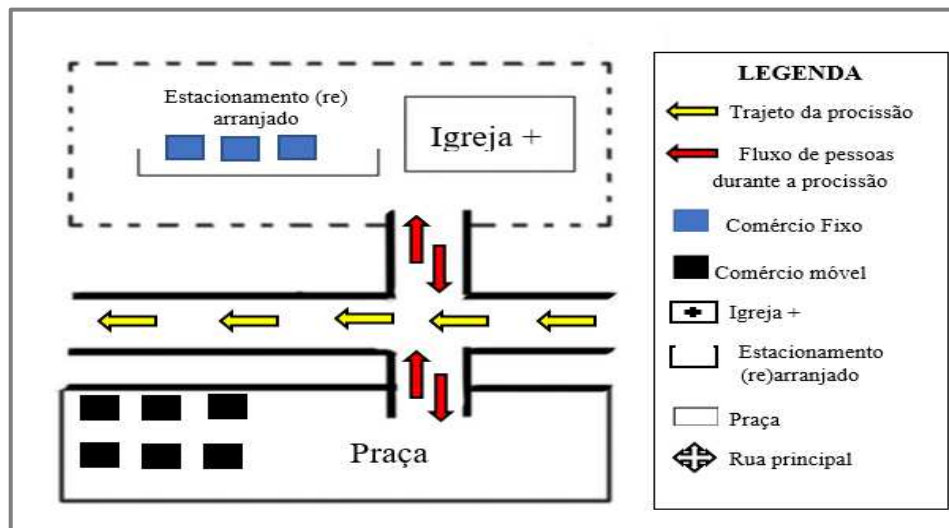 Estacionamento (re)
arranjado
Igreja +
Praça
LEGENDA
Trajeto da procissão
Fluxo de pessoas
durante a procissão
Comércio Fixo
Comércio móvel
Igreja +
Estacionamento
(re)arranjado
Praça
Rua principal